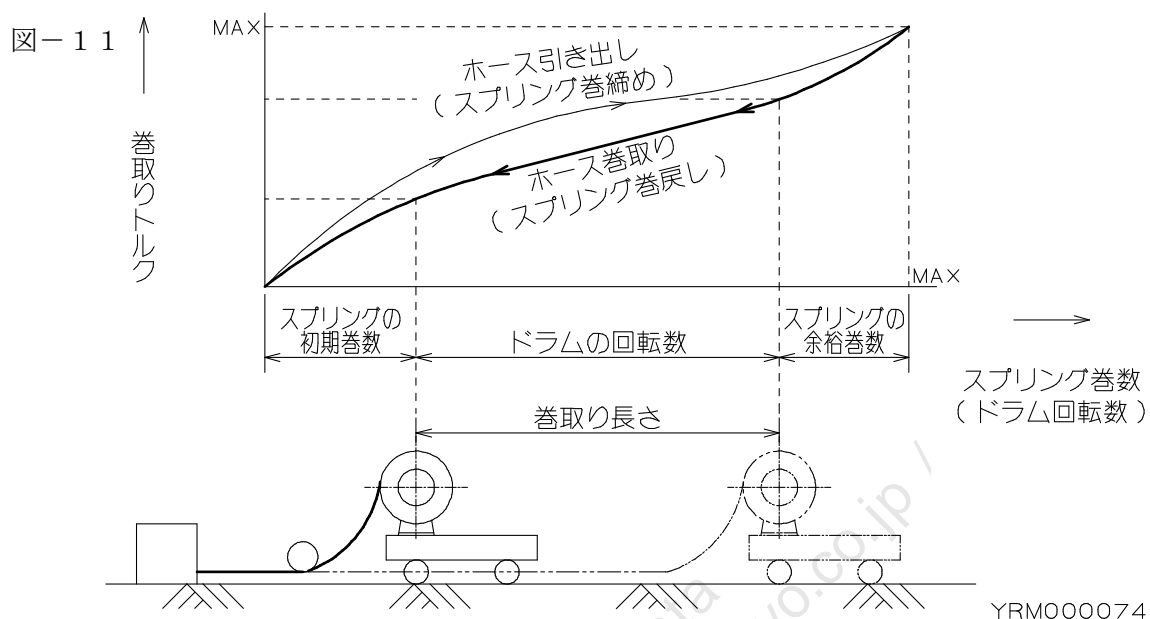 図-11
MAX
ホース引き出し
(スプリング巻締め)
巻取りトルク
ホース巻取り
(スプリング巻戻し)
MAX
スプリングの
初期巻数
ドラムの回転数
スプリングの
余裕巻数
スプリング巻数
(ドラム回転数)
巻取り長さ
YRM000074